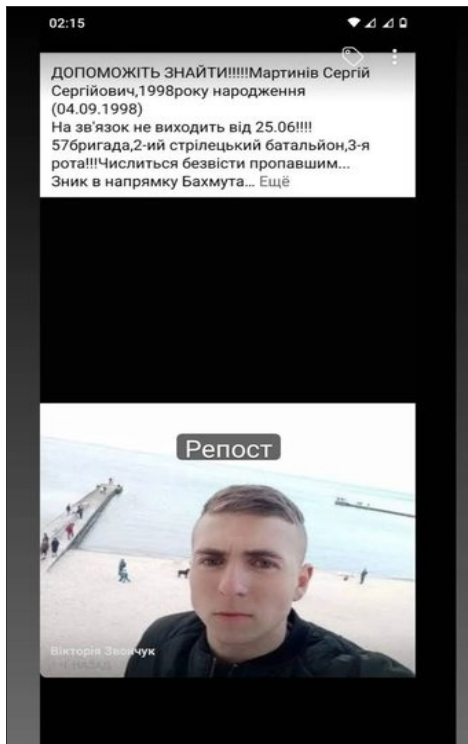 02:15
ДОПОМОЖІТЬ ЗНАЙТИ!!!!!Мартинів Сергій
Сергійович,1998року народження
(04.09.1998)
На зв'язок не виходить від 25.06!!!!
57бригада,2-ий стрілецький батальйон,3-я
рота!!!Числиться безвісти пропавшим...
Зник в напрямку Бахмута... Ещё
Репост
Вікторія Звончук
НАЗАД